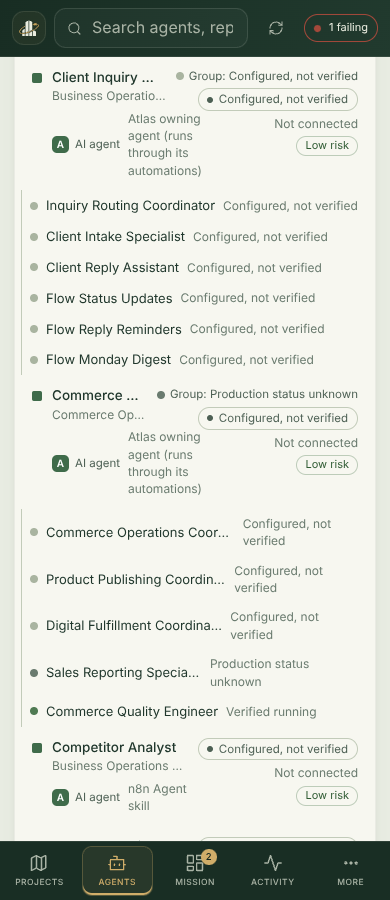 Search agents, rep
1 failing
Client Inquiry ...
Group: Configured, not verified
Business Operatio...
Configured, not verified
A AI agent
Atlas owning
agent (runs
through its
automations)
Not connected
Low risk
Inquiry Routing Coordinator Configured, not verified
Client Intake Specialist Configured, not verified
Client Reply Assistant Configured, not verified
Flow Status Updates Configured, not verified
Flow Reply Reminders Configured, not verified
Flow Monday Digest Configured, not verified
Commerce ...
Group: Production status unknown
Commerce Op...
Configured, not verified
A AI agent
Atlas owning
agent (runs
through its
automations)
Not connected
Low risk
Commerce Operations Coor...
Configured, not
verified
Product Publishing Coordin...
Configured, not
verified
Digital Fulfillment Coordina...
Configured, not
verified
Sales Reporting Specia...
Production status
unknown
Commerce Quality Engineer Verified running
Competitor Analyst
Configured, not verified
Business Operations ...
Not connected
A AI agent
n8n Agent
skill
Low risk
2
PROJECTS
AGENTS
MISSION
ACTIVITY
MORE